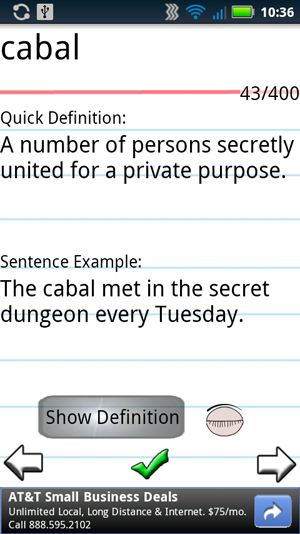 10:36
cabal
43/400
Quick Definition:
A number of persons secretly
united for a private purpose.
Sentence Example:
The cabal met in the secret
dungeon every Tuesday.
Show Definition
AT&T Small Business Deals
Unlimited Local, Long Distance & Internet. $75/mo.
Call 888.595.2102